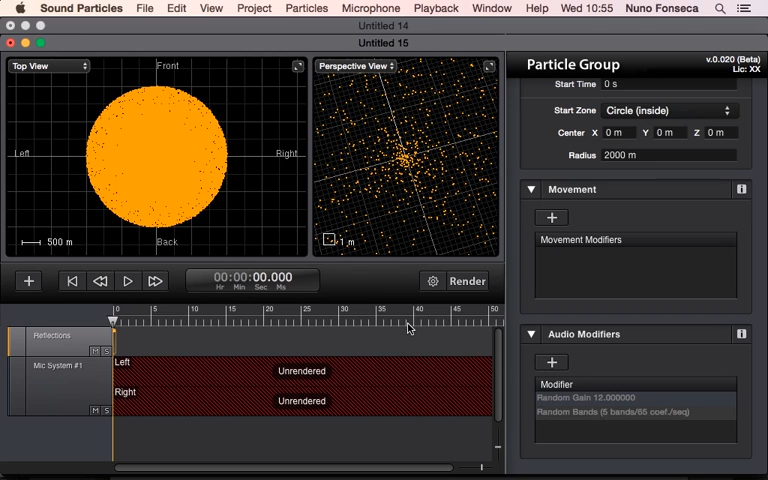 Sound Particles File Edit View Project Particles Microphone Playback Window Help Wed 10:55 Nuno Fonseca
Untitled 14
Untitled 15
Top View
Front
Left
Right
Back
500 m
Perspective View
1 m
Particle Group
v.0.020 (Beta)
Lic: XX
Start Time 0 s
Start Zone Circle (inside)
Center X 0 m Y 0 m Z 0 m
Radius 2000 m
Movement
Movement Modifiers
Audio Modifiers
Modifier
Random Gain 12.000000
Random Bands (5 bands/65 coef./seq)
00:00:00.000
Hr Min Sec Ms
Render
0 5 10 15 20 25 30 35 40 45 50
Reflections
M S
Mic System #1
M S
Left
Unrendered
Right
Unrendered